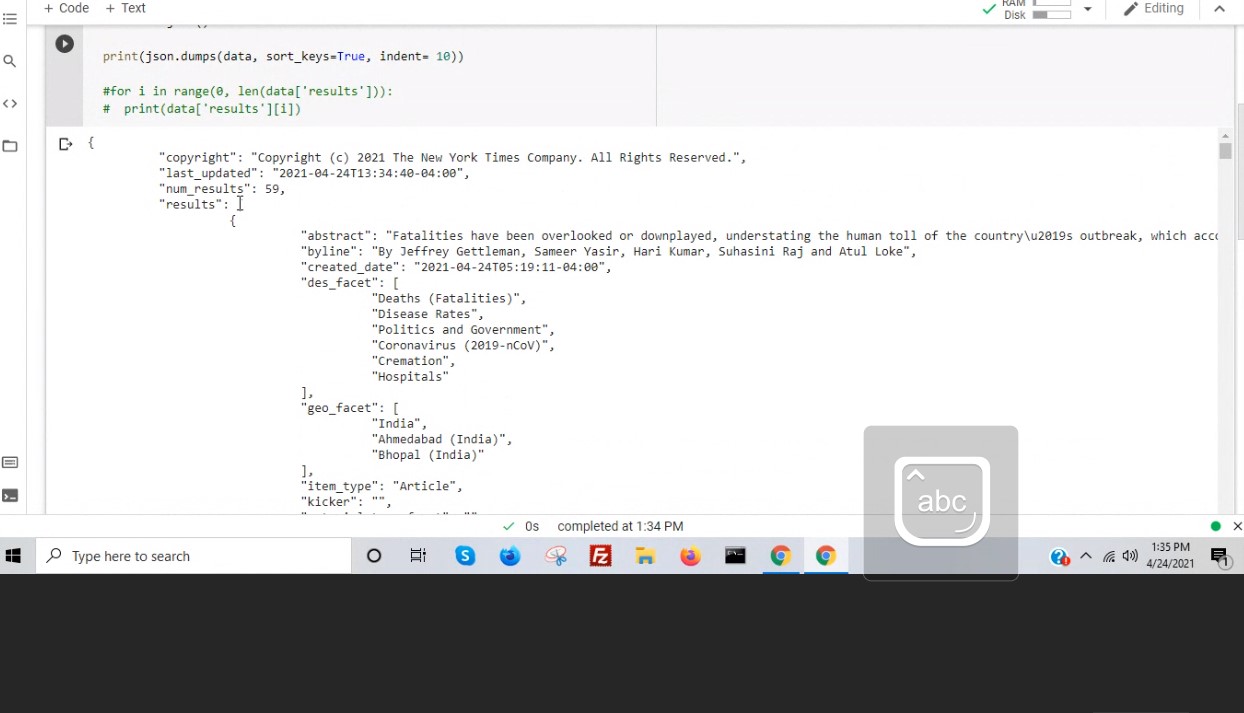 + Code + Text
RAM
Disk
Editing
print(json.dumps(data, sort_keys=True, indent= 10))
#for i in range(0, len(data['results'])):
#  print(data['results'][i])
{
"copyright": "Copyright (c) 2021 The New York Times Company. All Rights Reserved.",
"last_updated": "2021-04-24T13:34:40-04:00",
"num_results": 59,
"results": [
{
"abstract": "Fatalities have been overlooked or downplayed, understating the human toll of the country\u2019s outbreak, which acc
"byline": "By Jeffrey Gettleman, Sameer Yasir, Hari Kumar, Suhasini Raj and Atul Loke",
"created_date": "2021-04-24T05:19:11-04:00",
"des_facet": [
"Deaths (Fatalities)",
"Disease Rates",
"Politics and Government",
"Coronavirus (2019-nCoV)",
"Cremation",
"Hospitals"
],
"geo_facet": [
"India",
"Ahmedabad (India)",
"Bhopal (India)"
],
"item_type": "Article",
"kicker": "",
0s completed at 1:34 PM
abc
Type here to search
1:35 PM
4/24/2021